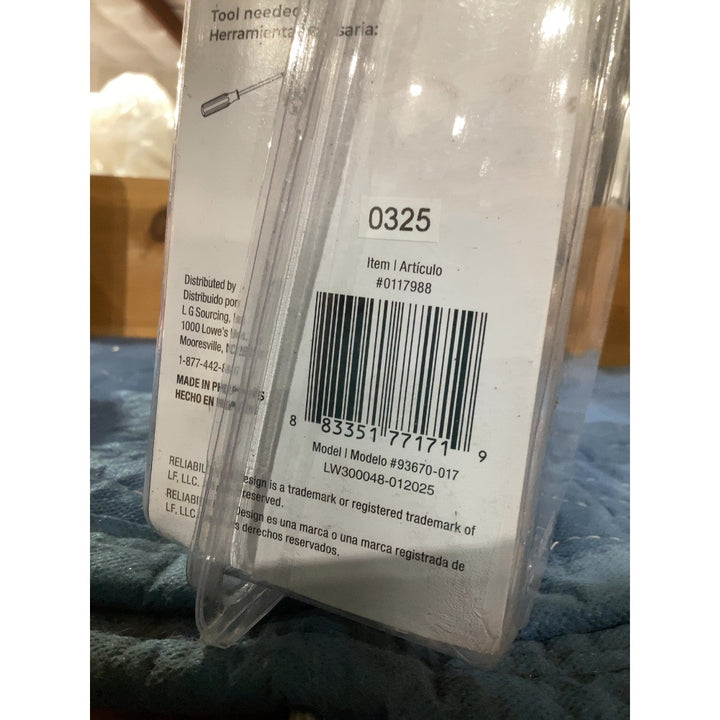 Tool needed
Herramienta
0325
Item | Artículo
#0117988
Distributed by
Distribuido por
L G Sourcing,
1000 Lowe's
Mooresville,
1-877-442-
MADE IN
HECHO EN
8 83351 77171 9
Model | Modelo #93670-017
LW300048-012025
Design is a trademark or registered trademark of
LF, LLC. reserved.
Design es una marca o una marca registrada de
LF, LLC derechos reservados.